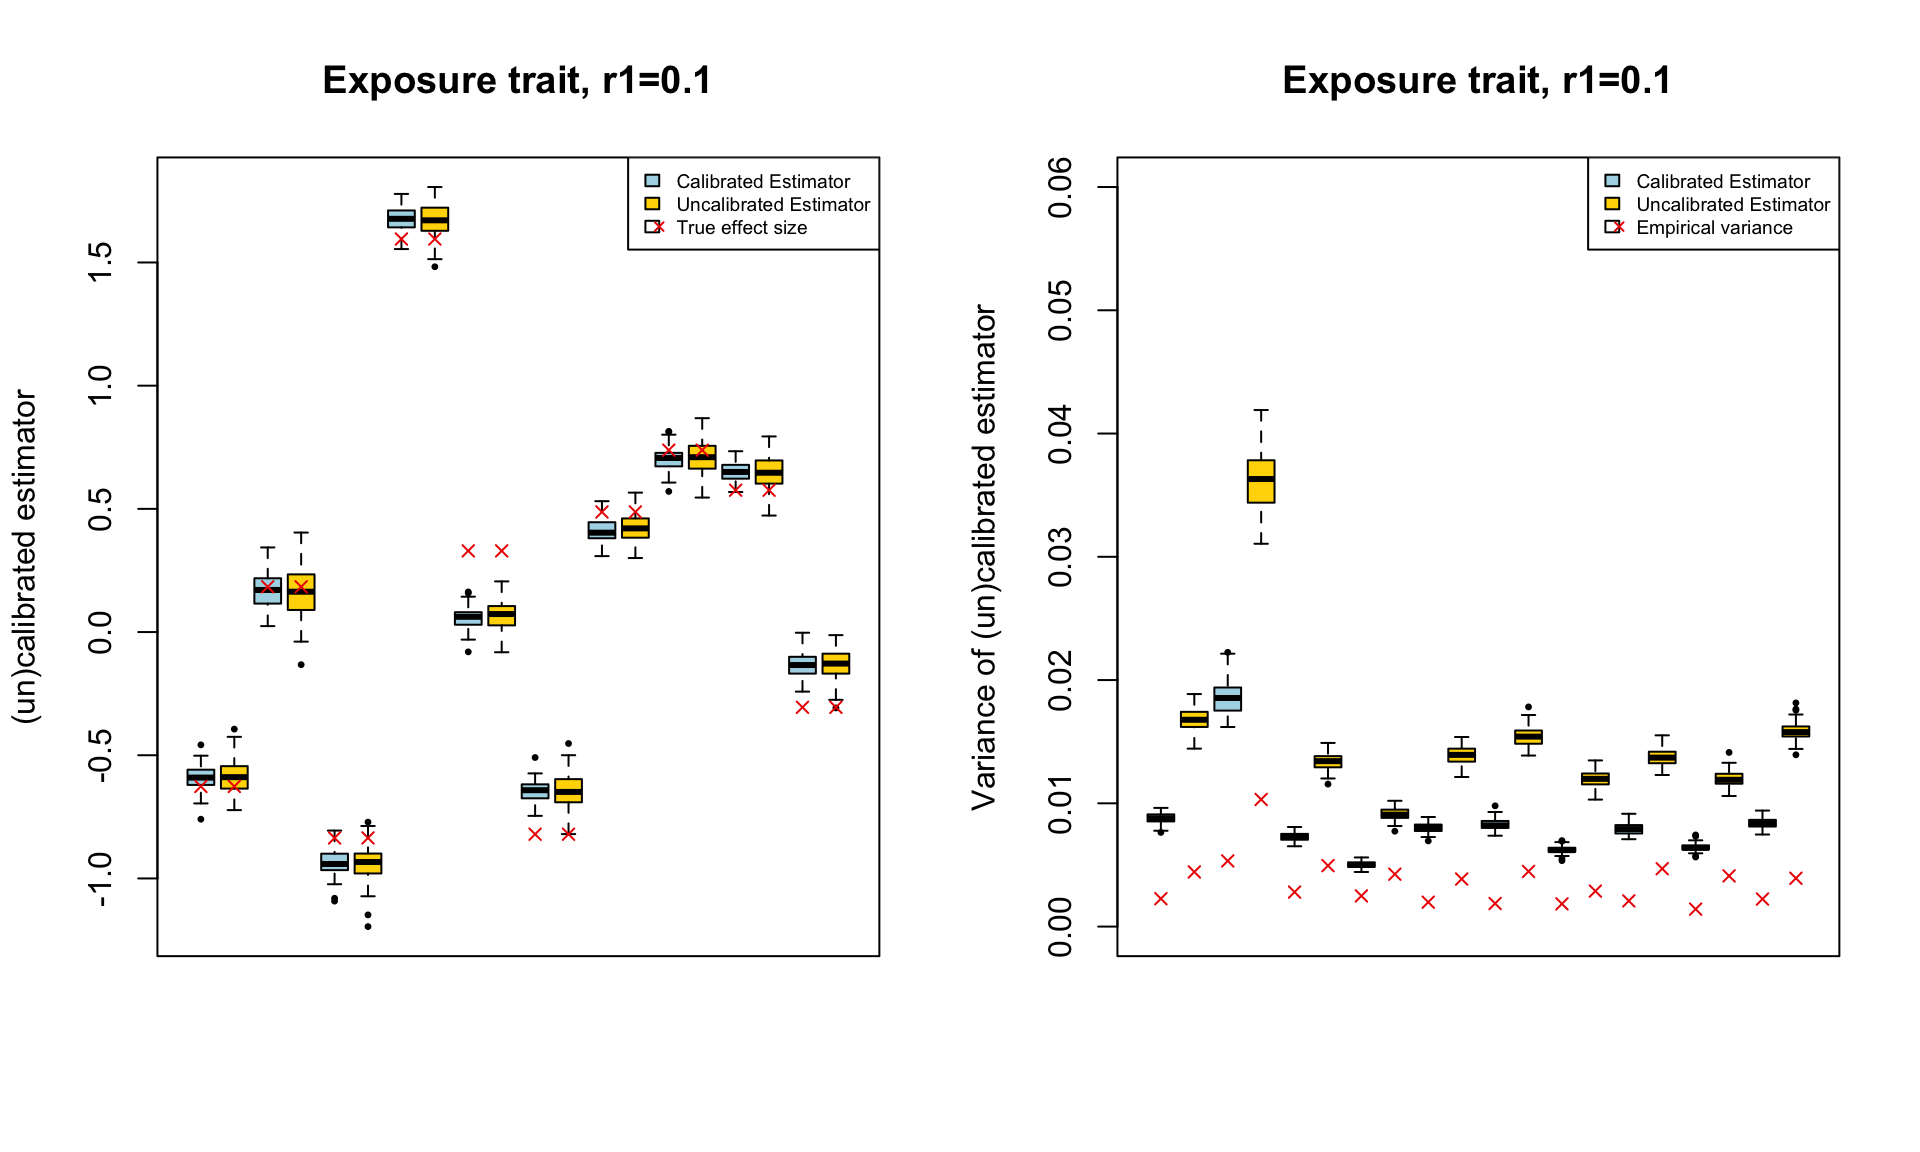 Exposure trait, r1=0.1
(un)calibrated estimator
1.5
1.0
0.5
0.0
-0.5
-1.0
Calibrated Estimator
Uncalibrated Estimator
True effect size
Exposure trait, r1=0.1
Variance of (un)calibrated estimator
0.06
0.05
0.04
0.03
0.02
0.01
0.00
Calibrated Estimator
Uncalibrated Estimator
Empirical variance